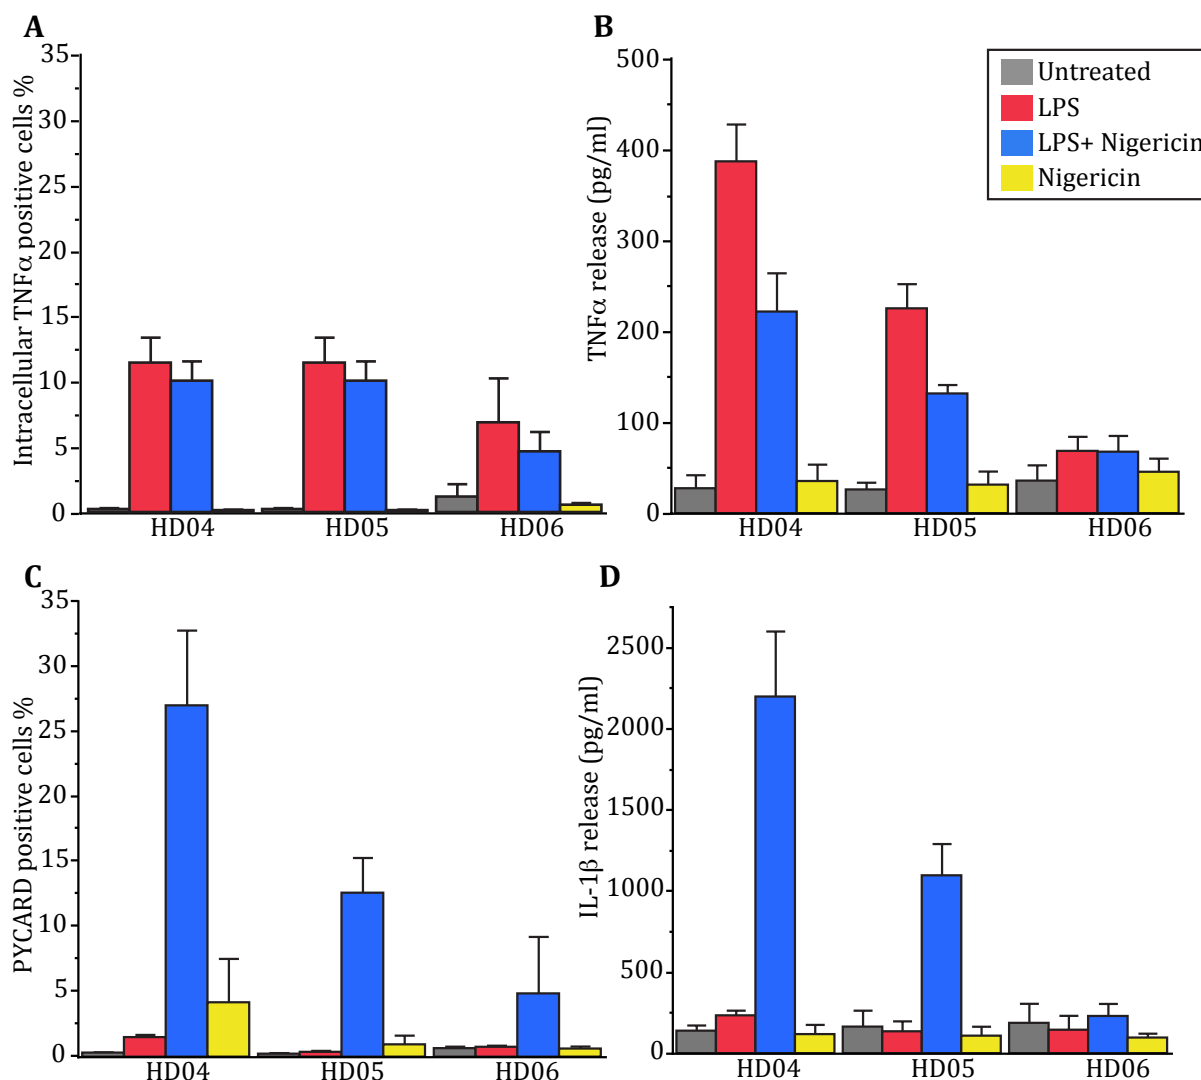 A
Intracellular TNFα positive cells %
35
30
25
20
15
10
5
0
HD04 HD05 HD06
B
TNFα release (pg/ml)
500
400
300
200
100
0
HD04 HD05 HD06
Untreated
LPS
LPS+ Nigericin
Nigericin
C
PYCARD positive cells %
35
30
25
20
15
10
5
0
HD04 HD05 HD06
D
IL-1β release (pg/ml)
2500
2000
1500
1000
500
0
HD04 HD05 HD06